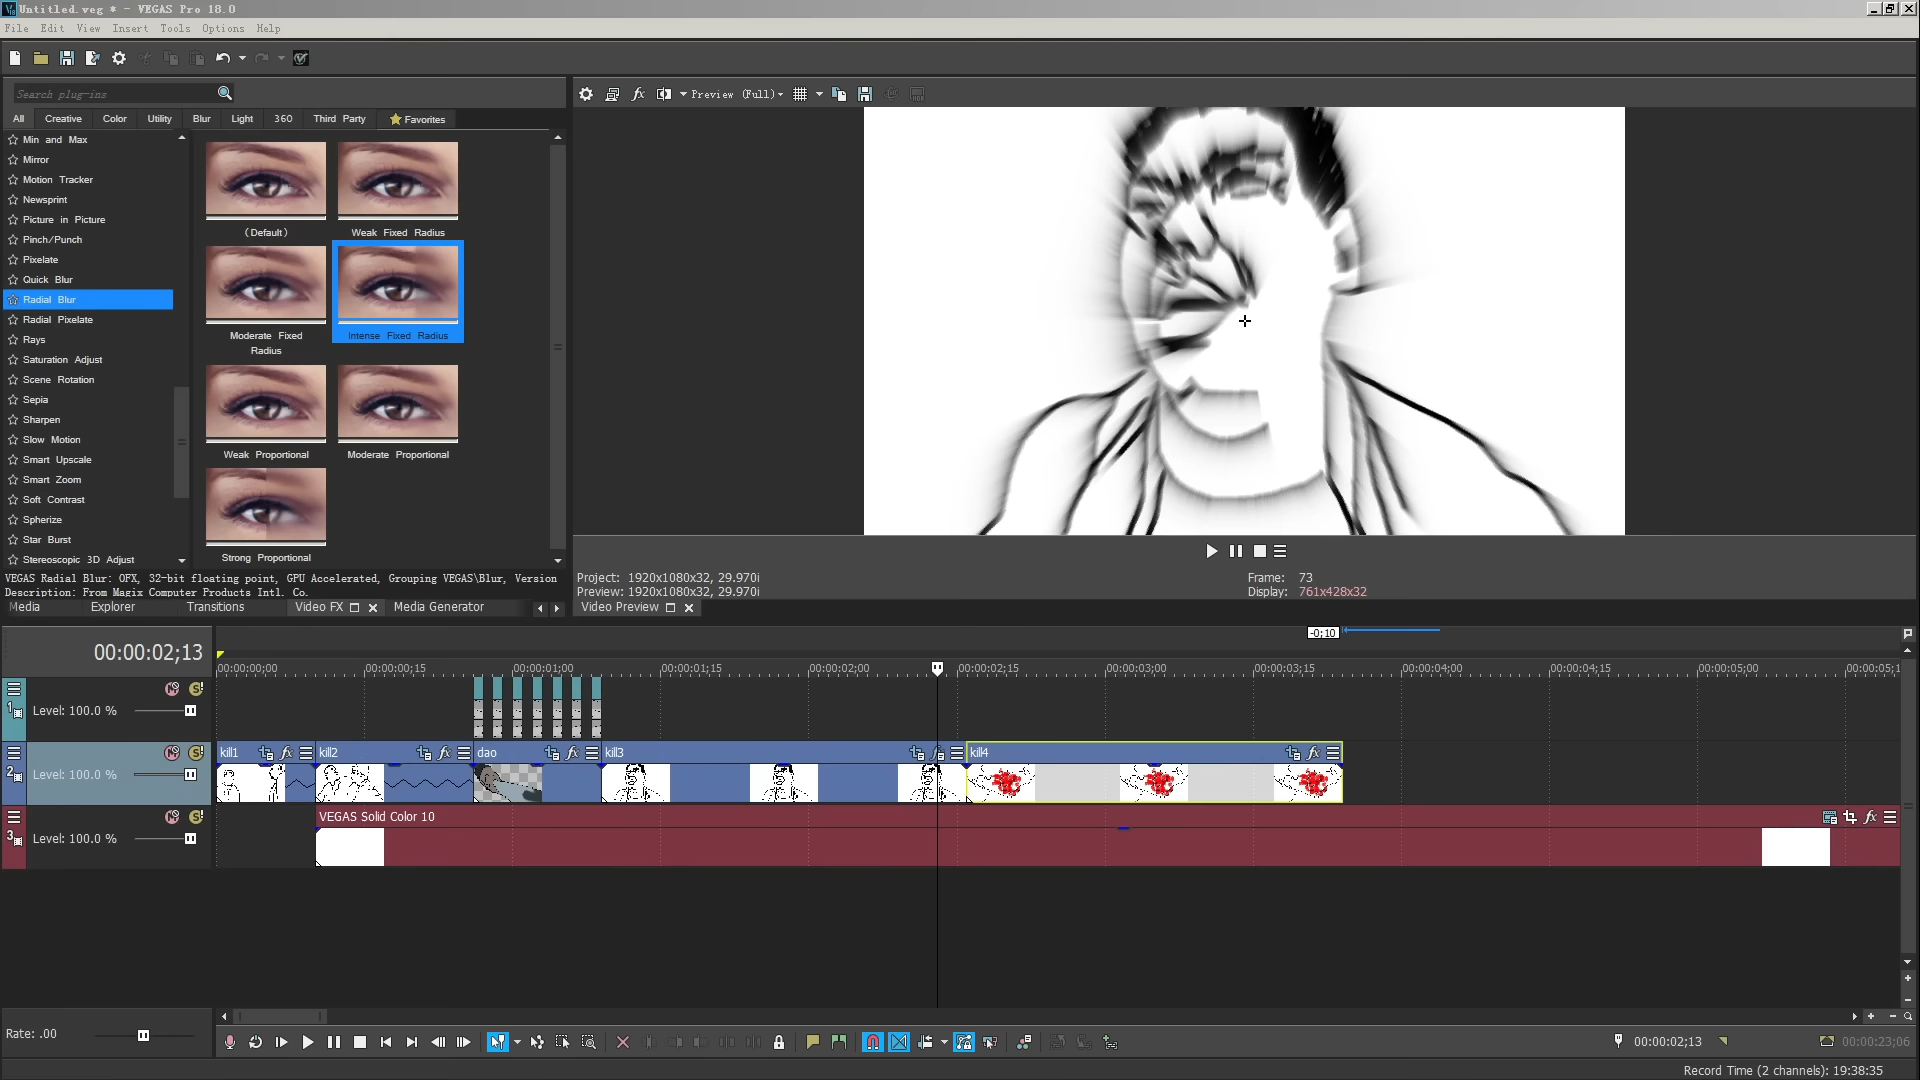 Untitled.veg * - VEGAS Pro 18.0
File Edit View Insert Tools Options Help
Search plug-ins
Preview (Full)
All Creative Color Utility Blur Light 360 Third Party Favorites
Min and Max
Mirror
Motion Tracker
Newsprint
Picture in Picture
Pinch/Punch
Pixelate
Quick Blur
Radial Blur
Radial Pixelate
Rays
Saturation Adjust
Scene Rotation
Sepia
Sharpen
Slow Motion
Smart Upscale
Smart Zoom
Soft Contrast
Spherize
Star Burst
Stereoscopic 3D Adjust
(Default)
Weak Fixed Radius
Moderate Fixed Radius
Intense Fixed Radius
Weak Proportional
Moderate Proportional
Strong Proportional
VEGAS Radial Blur: OFX, 32-bit floating point, GPU Accelerated, Grouping VEGAS\Blur, Version
Description: From Magix Computer Products Intl. Co.
Media Explorer Transitions Video FX Media Generator
Project: 1920x1080x32, 29.970i
Preview: 1920x1080x32, 29.970i
Frame: 73
Display: 761x428x32
Video Preview
-0;10
00:00:02;13
00:00:00;00 00:00:00;15 00:00:01;00 00:00:01;15 00:00:02;00 00:00:02;15 00:00:03;00 00:00:03;15 00:00:04;00 00:00:04;15 00:00:05;00 00:00:05;1
1 Level: 100.0 %
kill1 kill2 dao kill3 kill4
2 Level: 100.0 %
VEGAS Solid Color 10
3 Level: 100.0 %
Rate: .00
00:00:02;13
00:00:23;06
Record Time (2 channels): 19:38:35